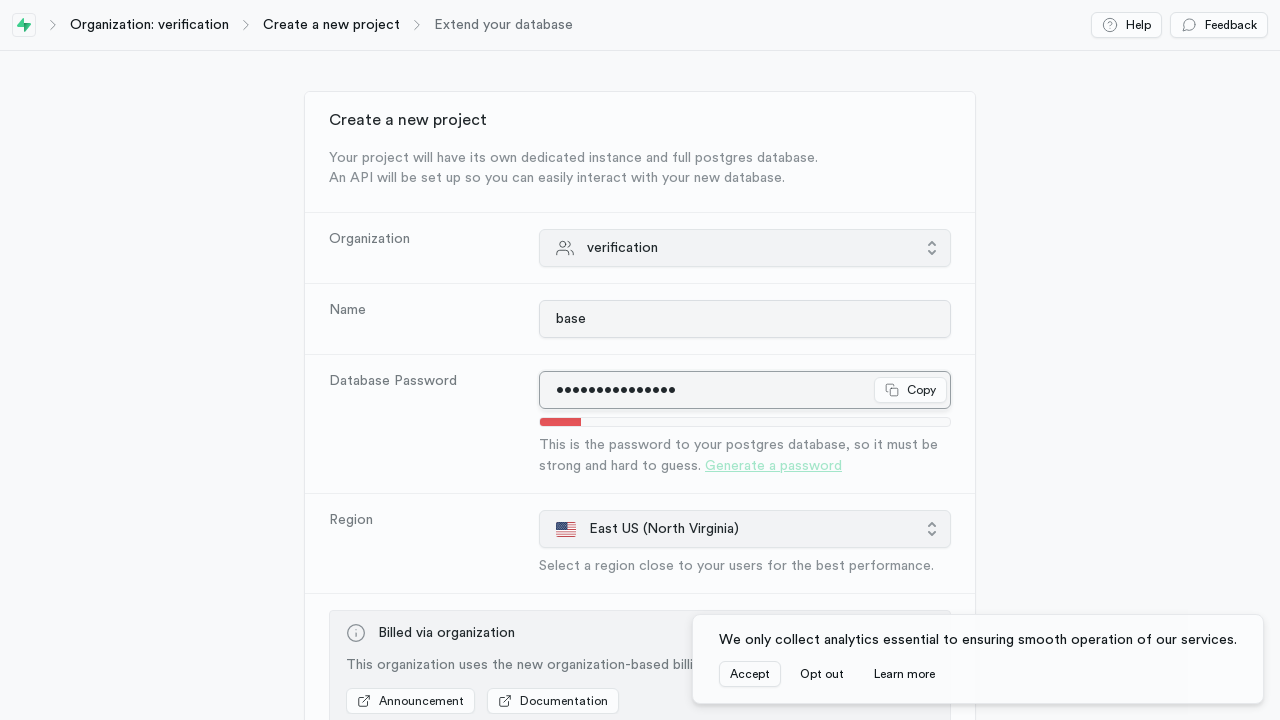 Organization: verification
Create a new project
Extend your database
Help
Feedback
Create a new project
Your project will have its own dedicated instance and full postgres database.
An API will be set up so you can easily interact with your new database.
Organization
verification
Name
base
Database Password
•••••••••••••••
Copy
This is the password to your postgres database, so it must be
strong and hard to guess. Generate a password
Region
East US (North Virginia)
Select a region close to your users for the best performance.
Billed via organization
This organization uses the new organization-based billi
Announcement
Documentation
We only collect analytics essential to ensuring smooth operation of our services.
Accept
Opt out
Learn more